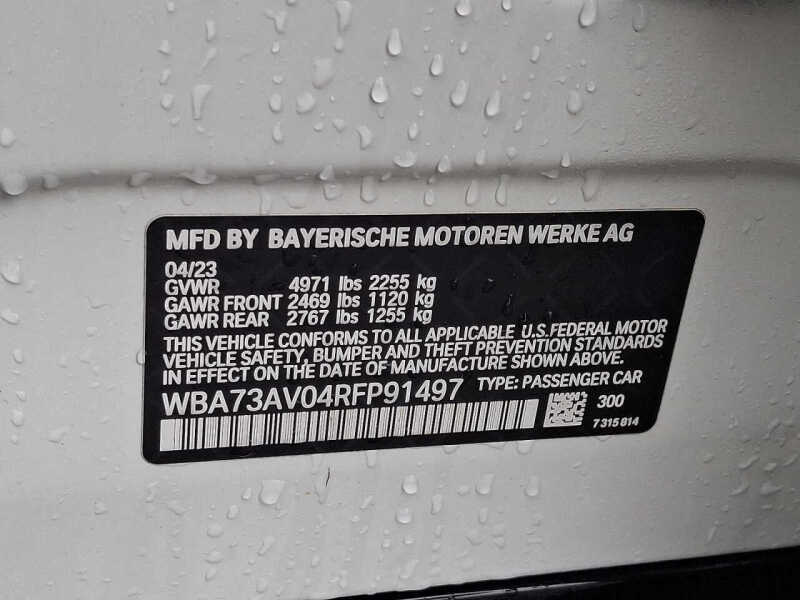 MFD BY BAYERISCHE MOTOREN WERKE AG
04/23
GVWR 4971 lbs 2255 kg
GAWR FRONT 2469 lbs 1120 kg
GAWR REAR 2767 lbs 1255 kg
THIS VEHICLE CONFORMS TO ALL APPLICABLE U.S.FEDERAL MOTOR
VEHICLE SAFETY, BUMPER AND THEFT PREVENTION STANDARDS
IN EFFECT ON THE DATE OF MANUFACTURE SHOWN ABOVE.
WBA73AV04RFP91497 TYPE: PASSENGER CAR
300
7315814